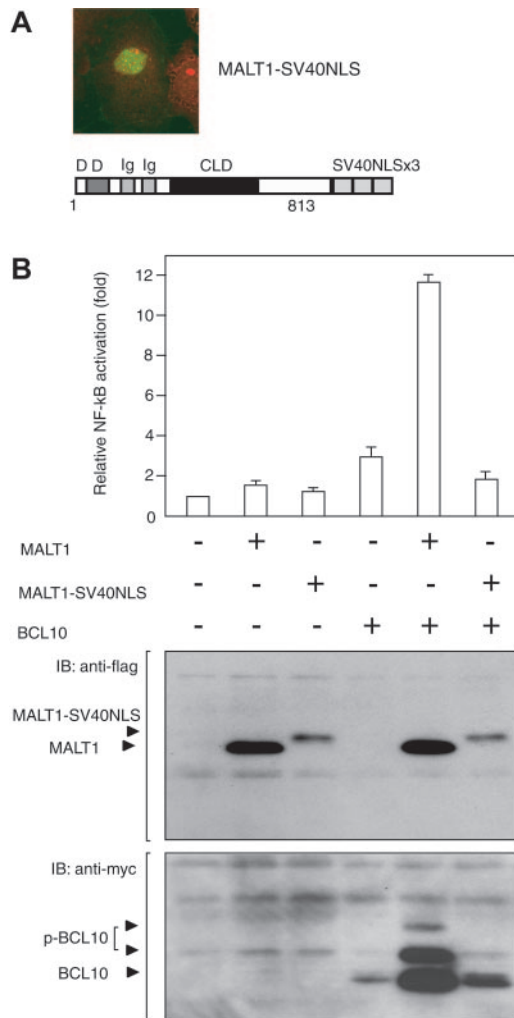 A
MALT1-SV40NLS
D D Ig Ig CLD SV40NLSx3
1 813
B
Relative NF-kB activation (fold)
12
10
8
6
4
2
0
MALT1 - + - - + -
MALT1-SV40NLS - - + - - +
BCL10 - - - + + +
IB: anti-flag
MALT1-SV40NLS
MALT1
IB: anti-myc
p-BCL10
BCL10